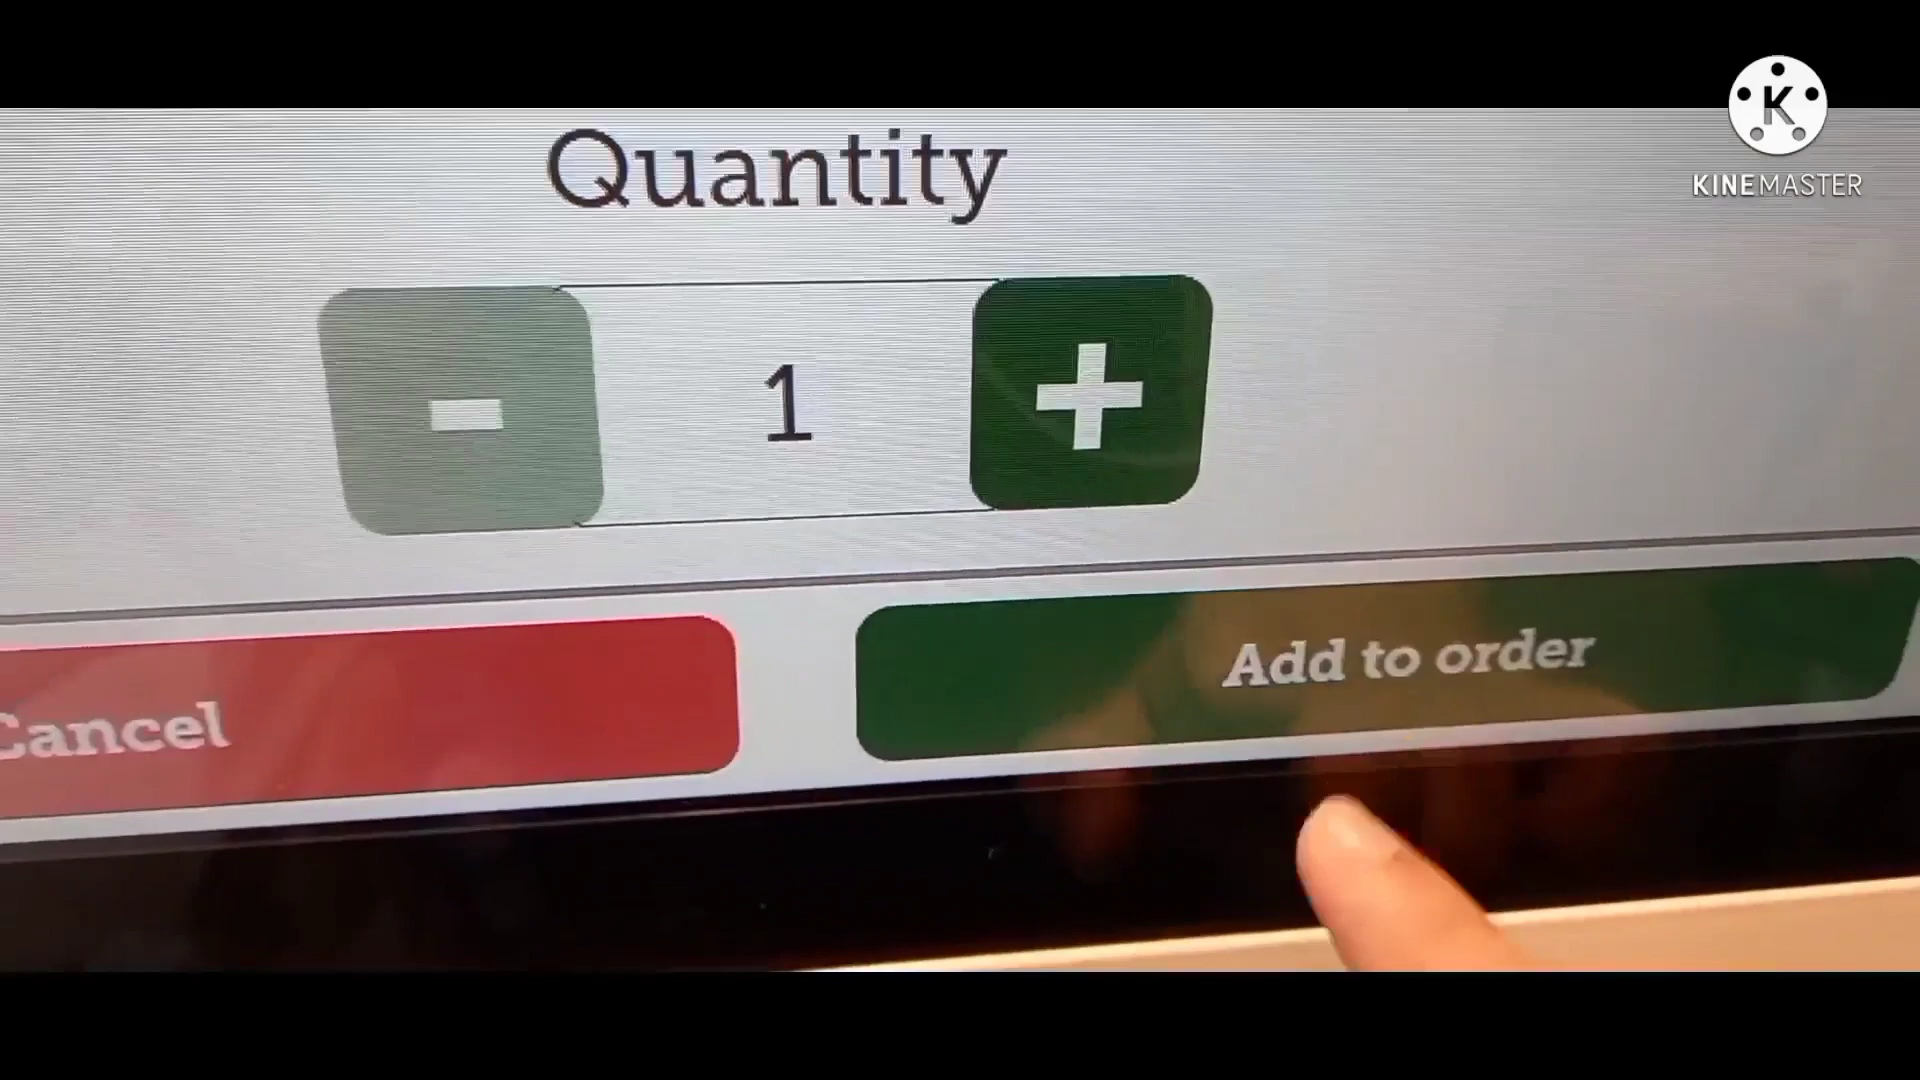 Quantity
- 1 +
Cancel
Add to order
K
KINEMASTER